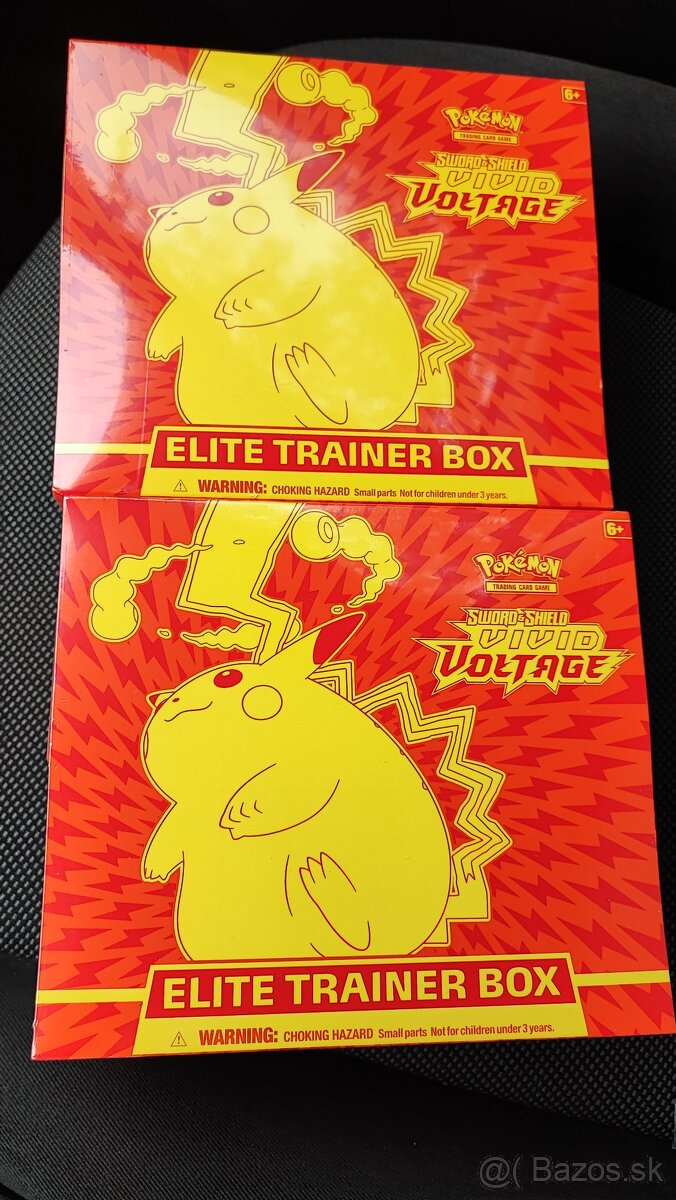 6+
POKéMON
TRADING CARD GAME
SWORD & SHIELD
VIVID
VOLTAGE
ELITE TRAINER BOX
WARNING: CHOKING HAZARD Small parts Not for children under 3 years.
6+
POKéMON
TRADING CARD GAME
SWORD & SHIELD
VIVID
VOLTAGE
ELITE TRAINER BOX
WARNING: CHOKING HAZARD Small parts Not for children under 3 years.
@( Bazos.sk